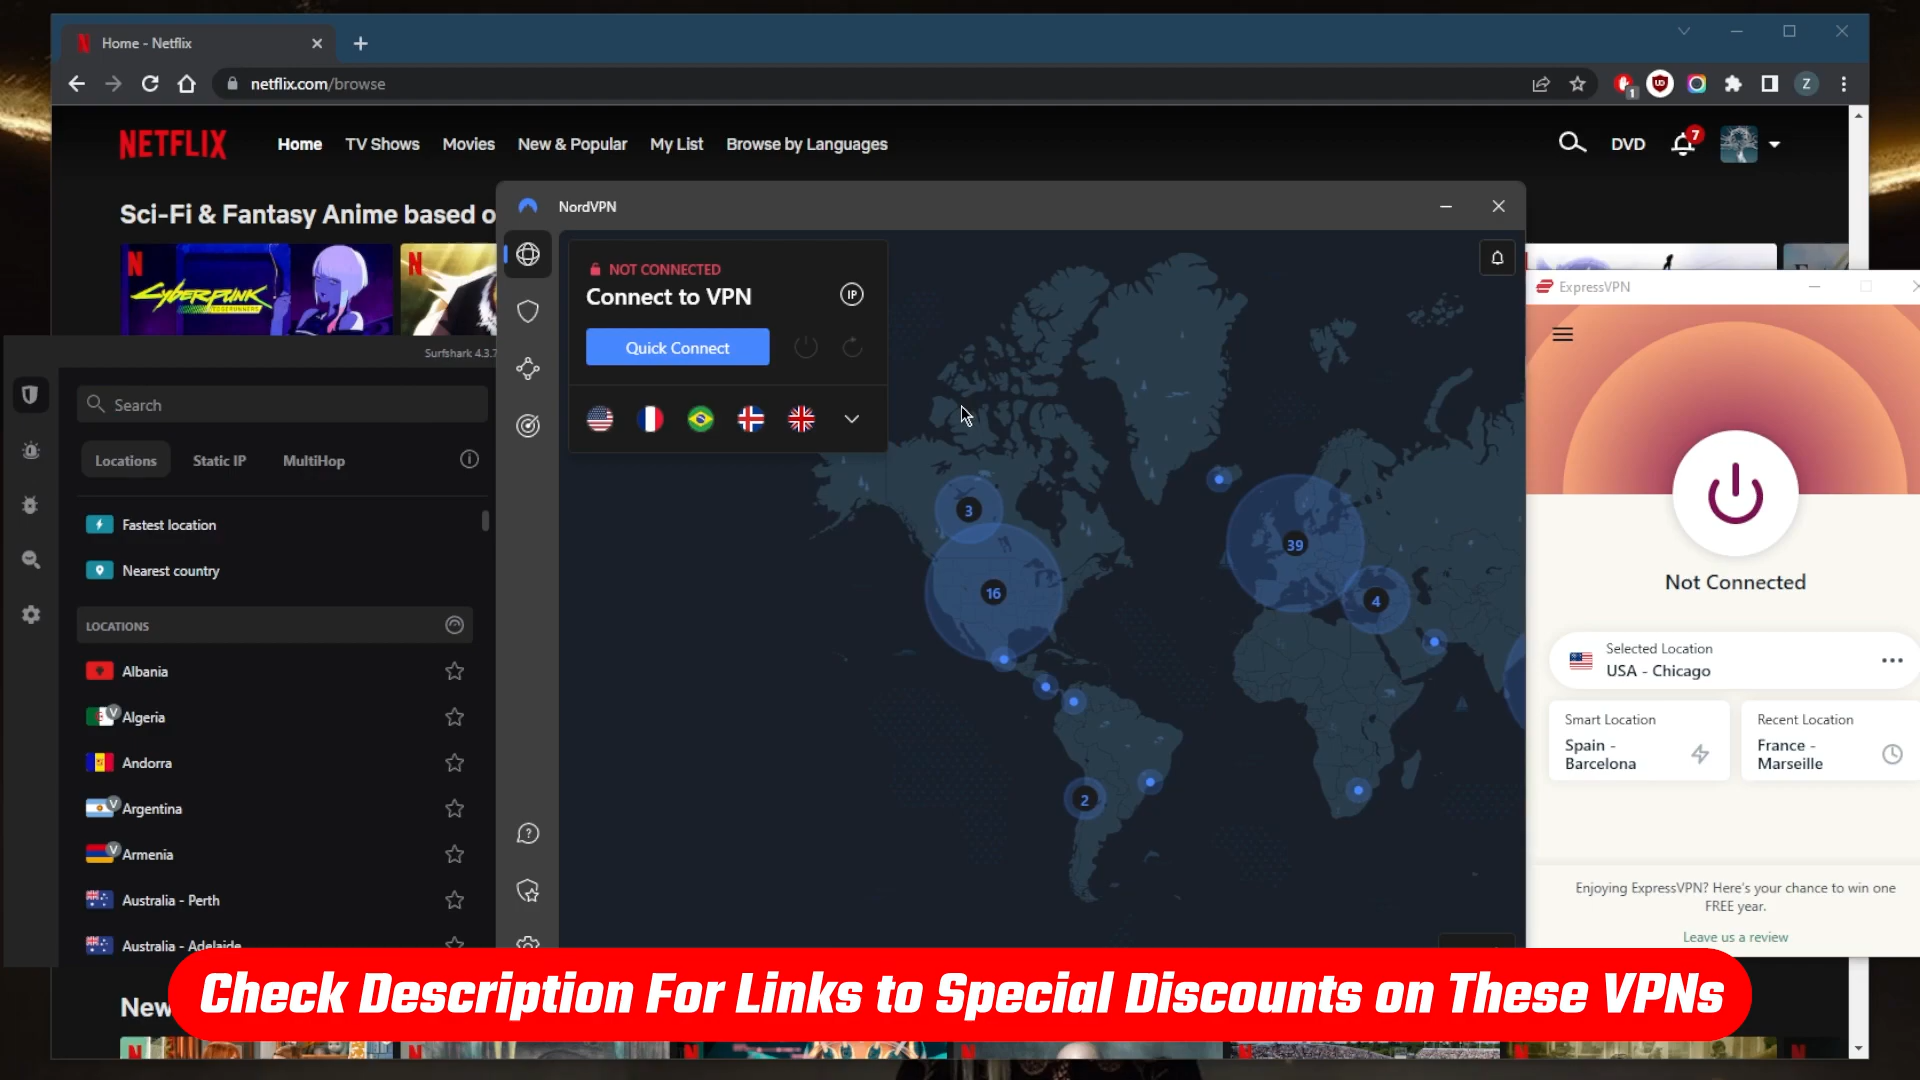 Home - Netflix
netflix.com/browse
1
Z
NETFLIX
Home
TV Shows
Movies
New & Popular
My List
Browse by Languages
DVD
7
Sci-Fi & Fantasy Anime based o
CYBERPUNK
EDGERUNNERS
NordVPN
NOT CONNECTED
Connect to VPN
IP
Quick Connect
3
16
39
4
2
Surfshark 4.3.7
Search
Locations
Static IP
MultiHop
Fastest location
Nearest country
LOCATIONS
Albania
V
Algeria
Andorra
V
Argentina
V
Armenia
Australia - Perth
Australia - Adelaide
ExpressVPN
Not Connected
Selected Location
USA - Chicago
Smart Location
Spain -
Barcelona
Recent Location
France -
Marseille
Enjoying ExpressVPN? Here's your chance to win one
FREE year.
Leave us a review
New
Check Description For Links to Special Discounts on These VPNs